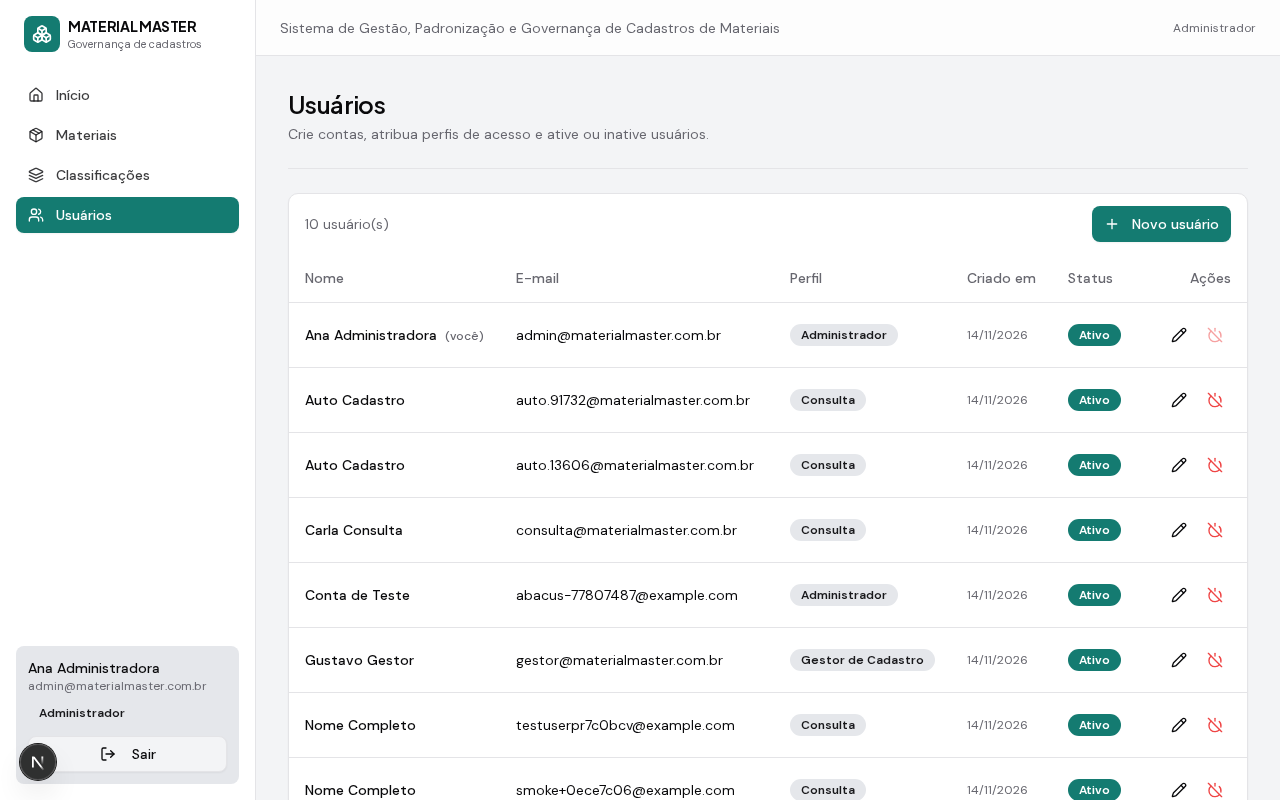 MATERIALMASTER
Governança de cadastros
Início
Materiais
Classificações
Usuários
Ana Administradora
admin@materialmaster.com.br
Administrador
Sair
N
Sistema de Gestão, Padronização e Governança de Cadastros de Materiais
Administrador
Usuários
Crie contas, atribua perfis de acesso e ative ou inative usuários.
10 usuário(s)
Novo usuário
Nome E-mail Perfil Criado em Status Ações
Ana Administradora (você) admin@materialmaster.com.br Administrador 14/11/2026 Ativo
Auto Cadastro auto.91732@materialmaster.com.br Consulta 14/11/2026 Ativo
Auto Cadastro auto.13606@materialmaster.com.br Consulta 14/11/2026 Ativo
Carla Consulta consulta@materialmaster.com.br Consulta 14/11/2026 Ativo
Conta de Teste abacus-77807487@example.com Administrador 14/11/2026 Ativo
Gustavo Gestor gestor@materialmaster.com.br Gestor de Cadastro 14/11/2026 Ativo
Nome Completo testuserpr7c0bcv@example.com Consulta 14/11/2026 Ativo
Nome Completo smoke+0ece7c06@example.com Consulta 14/11/2026 Ativo